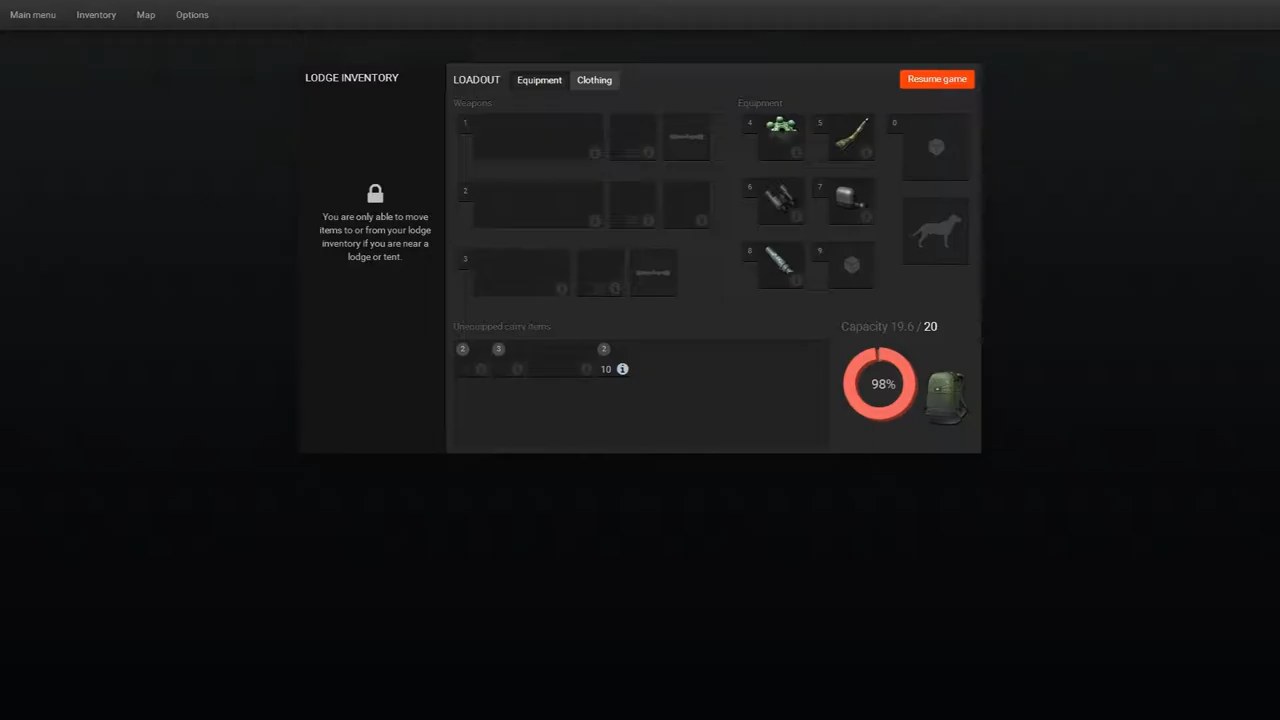 Main menu Inventory Map Options
LODGE INVENTORY
LOADOUT Equipment Clothing Resume game
Weapons Equipment
1 4 5 0
2 6 7
You are only able to move
items to or from your lodge
inventory if you are near a
lodge or tent.
3 8 9
Unequipped carry items Capacity 19.6 / 20
2 3 2
10
98%